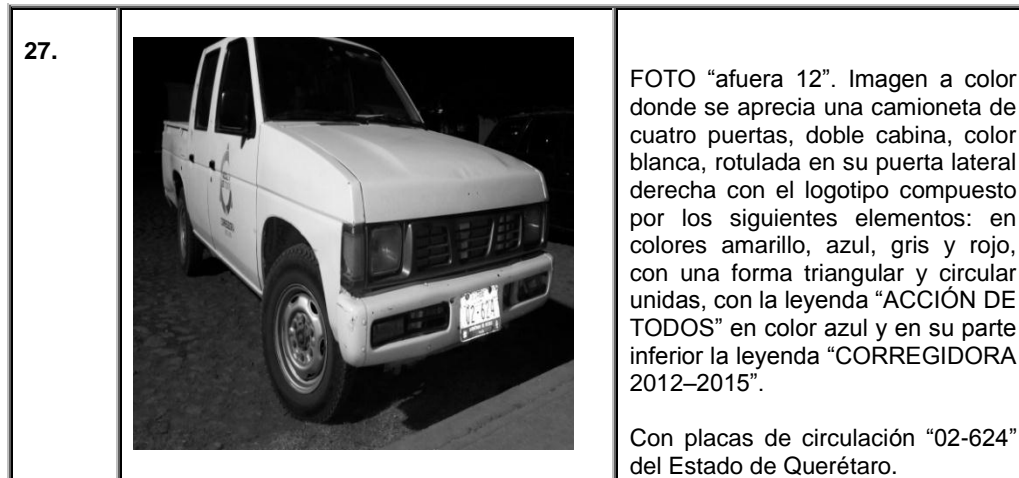 27.
FOTO “afuera 12”. Imagen a color
donde se aprecia una camioneta de
cuatro puertas, doble cabina, color
blanca, rotulada en su puerta lateral
derecha con el logotipo compuesto
por los siguientes elementos: en
colores amarillo, azul, gris y rojo,
con una forma triangular y circular
unidas, con la leyenda “ACCIÓN DE
TODOS” en color azul y en su parte
inferior la leyenda “CORREGIDORA
2012–2015”.
Con placas de circulación “02-624”
del Estado de Querétaro.
02-624